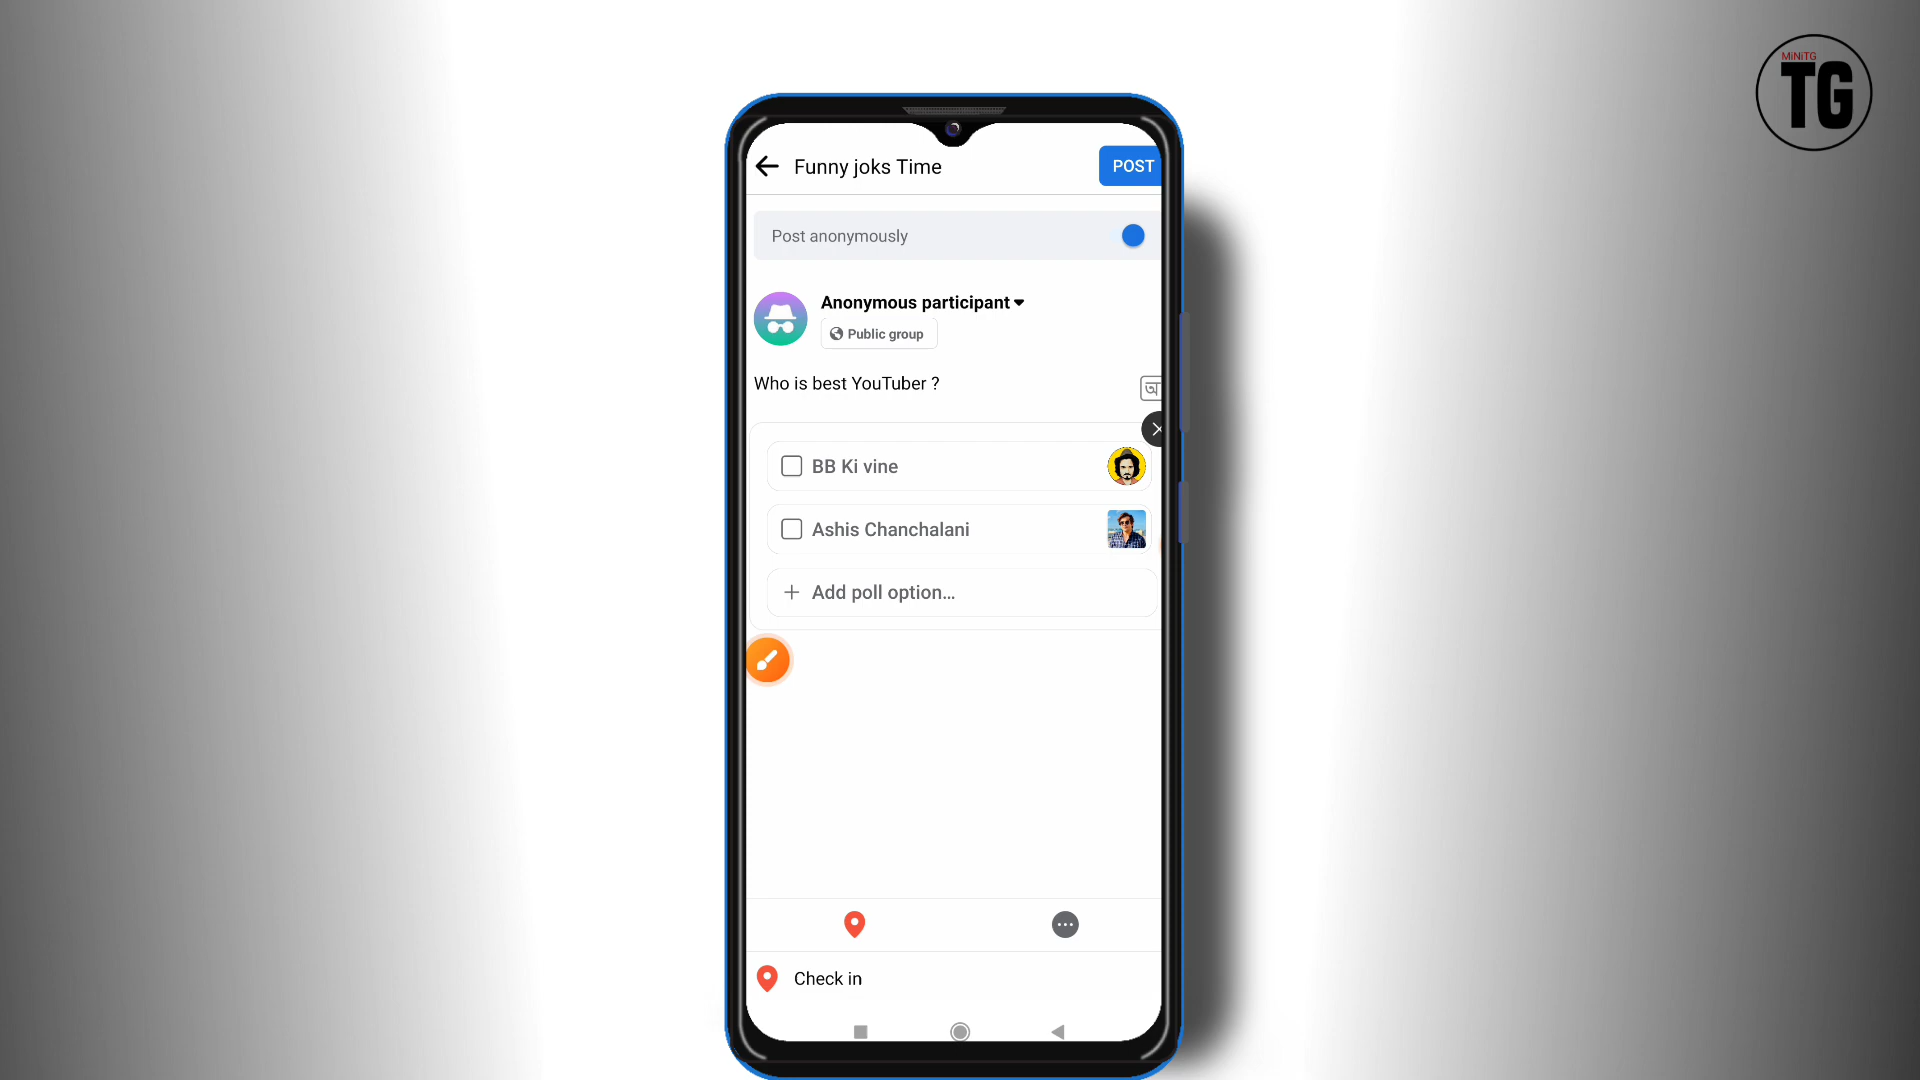 MiNiTG
TG
Funny joks Time
POST
Post anonymously
Anonymous participant
Public group
Who is best YouTuber ?
অ
BB Ki vine
Ashis Chanchalani
Add poll option...
Check in